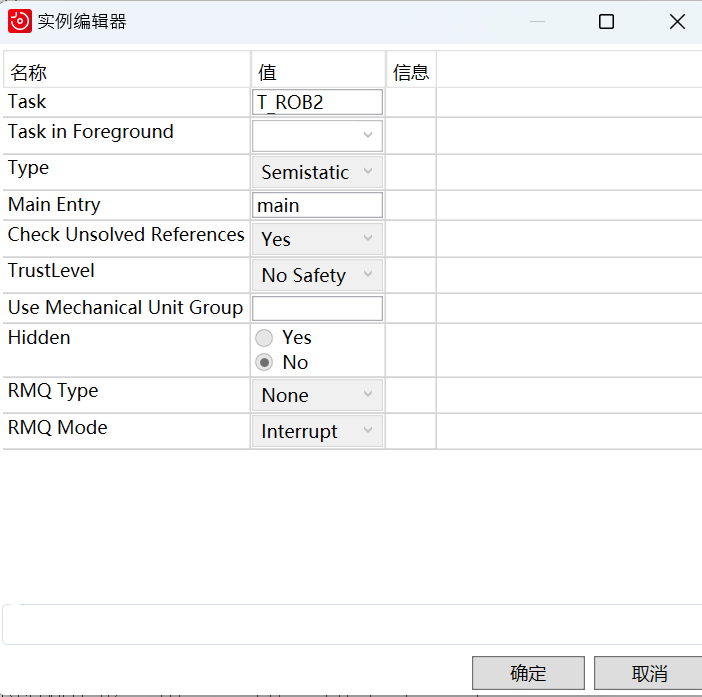 实例编辑器
名称 值 信息
Task T_ROB2
Task in Foreground
Type Semistatic
Main Entry main
Check Unsolved References Yes
TrustLevel No Safety
Use Mechanical Unit Group
Hidden Yes
No
RMQ Type None
RMQ Mode Interrupt
确定 取消